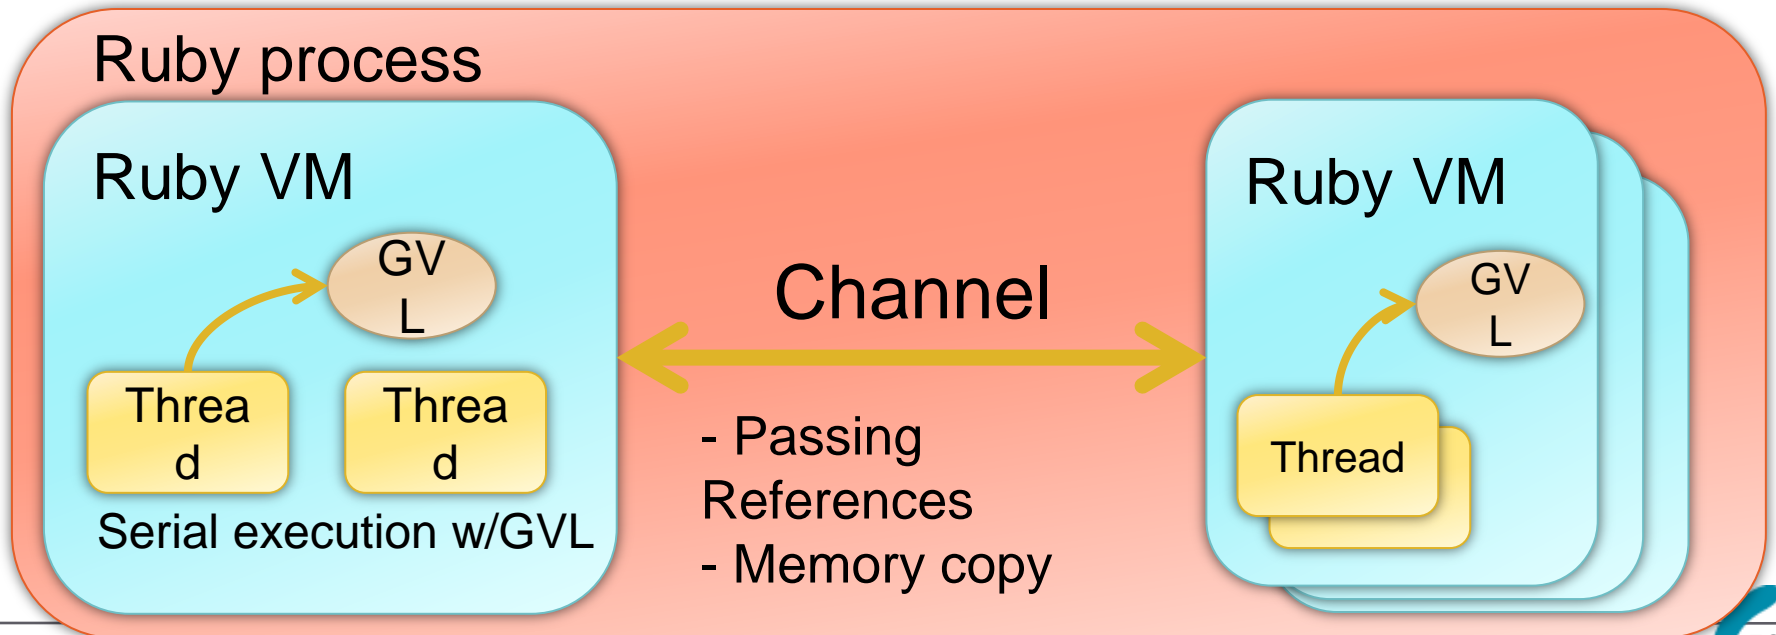 Ruby process
Ruby VM
GV
L
Threa
d
Threa
d
Serial execution w/GVL
Channel
- Passing
References
- Memory copy
Ruby VM
GV
L
Thread